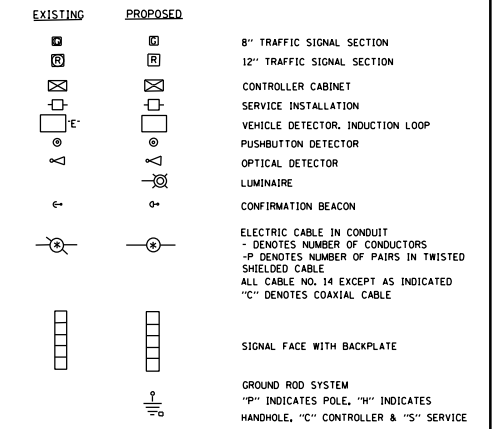 EXISTING PROPOSED
G G 8" TRAFFIC SIGNAL SECTION
R R 12" TRAFFIC SIGNAL SECTION
CONTROLLER CABINET
SERVICE INSTALLATION
"E" VEHICLE DETECTOR, INDUCTION LOOP
PUSHBUTTON DETECTOR
OPTICAL DETECTOR
LUMINAIRE
CONFIRMATION BEACON
ELECTRIC CABLE IN CONDUIT
* * - DENOTES NUMBER OF CONDUCTORS
-P DENOTES NUMBER OF PAIRS IN TWISTED
SHIELDED CABLE
ALL CABLE NO. 14 EXCEPT AS INDICATED
"C" DENOTES COAXIAL CABLE
SIGNAL FACE WITH BACKPLATE
GROUND ROD SYSTEM
"P" INDICATES POLE, "H" INDICATES
HANDHOLE, "C" CONTROLLER & "S" SERVICE